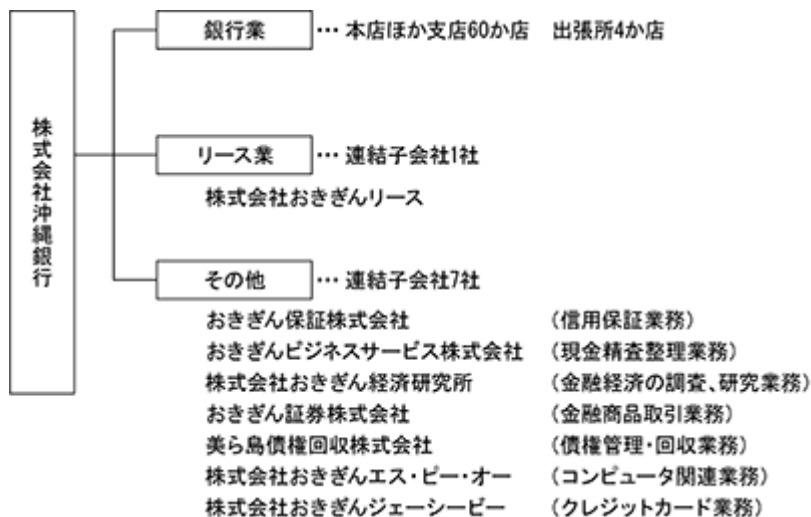 株式会社沖縄銀行
銀行業 … 本店ほか支店60か店 出張所4か店
リース業 … 連結子会社1社
株式会社おきぎんリース
その他 … 連結子会社7社
おきぎん保証株式会社 (信用保証業務)
おきぎんビジネスサービス株式会社 (現金精査整理業務)
株式会社おきぎん経済研究所 (金融経済の調査、研究業務)
おきぎん証券株式会社 (金融商品取引業務)
美ら島債権回収株式会社 (債権管理・回収業務)
株式会社おきぎんエス・ピー・オー (コンピュータ関連業務)
株式会社おきぎんジェーシービー (クレジットカード業務)